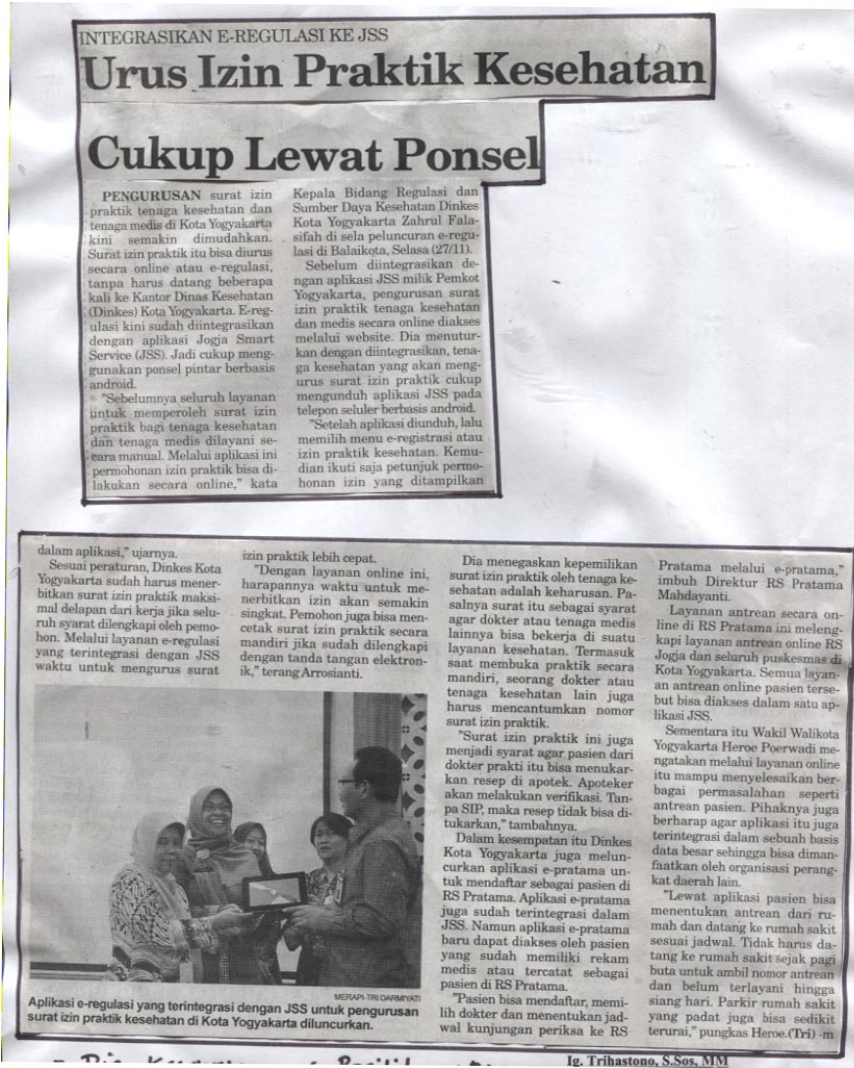 INTEGRASIKAN E-REGULASI KE JSS
Urus Izin Praktik Kesehatan
Cukup Lewat Ponsel
PENGURUSAN surat izin
praktik tenaga kesehatan dan
tenaga medis di Kota Yogyakarta
kini semakin dimudahkan.
Surat izin praktik itu bisa diurus
secara online atau e-regulasi,
tanpa harus datang beberapa
kali ke Kantor Dinas Kesehatan
(Dinkes) Kota Yogyakarta. E-reg-
ulasi kini sudah diintegrasikan
dengan aplikasi Jogja Smart
Service (JSS). Jadi cukup meng-
gunakan ponsel pintar berbasis
android.
"Sebelumnya seluruh layanan
untuk memperoleh surat izin
praktik bagi tenaga kesehatan
dan tenaga medis dilayani se-
cara manual. Melalui aplikasi ini
permohonan izin praktik bisa di-
lakukan secara online," kata
Kepala Bidang Regulasi dan
Sumber Daya Kesehatan Dinkes
Kota Yogyakarta Zahrul Fala-
sifah di sela peluncuran e-regu-
lasi di Balaikota, Selasa (27/11).
Sebelum diintegrasikan de-
ngan aplikasi JSS milik Pemkot
Yogyakarta, pengurusan surat
izin praktik tenaga kesehatan
dan medis secara online diakses
melalui website. Dia menutur-
kan dengan diintegrasikan, tena-
ga kesehatan yang akan meng-
urus surat izin praktik cukup
mengunduh aplikasi JSS pada
telepon seluler berbasis android.
"Setelah aplikasi diunduh, lalu
memilih menu e-registrasi atau
izin praktik kesehatan. Kemu-
dian ikuti saja petunjuk permo-
honan izin yang ditampilkan
dalam aplikasi," ujarnya.
Sesuai peraturan, Dinkes Kota
Yogyakarta sudah harus mener-
bitkan surat izin praktik maksi-
mal delapan dari kerja jika selu-
ruh syarat dilengkapi oleh pemo-
hon. Melalui layanan e-regulasi
yang terintegrasi dengan JSS
waktu untuk mengurus surat
izin praktik lebih cepat.
"Dengan layanan online ini,
harapannya waktu untuk me-
nerbitkan izin akan semakin
singkat. Pemohon juga bisa men-
cetak surat izin praktik secara
mandiri jika sudah dilengkapi
dengan tanda tangan elektron-
ik," terang Arrosianti.
MERAPI-TRI DARMIYATI
Aplikasi e-regulasi yang terintegrasi dengan JSS untuk pengurusan
surat izin praktik kesehatan di Kota Yogyakarta diluncurkan.
Dia menegaskan kepemilikan
surat izin praktik oleh tenaga ke-
sehatan adalah keharusan. Pa-
salnya surat itu sebagai syarat
agar dokter atau tenaga medis
lainnya bisa bekerja di suatu
layanan kesehatan. Termasuk
saat membuka praktik secara
mandiri, seorang dokter atau
tenaga kesehatan lain juga
harus mencantumkan nomor
surat izin praktik.
"Surat izin praktik ini juga
menjadi syarat agar pasien dari
dokter prakti itu bisa menukar-
kan resep di apotek. Apoteker
akan melakukan verifikasi. Tan-
pa SIP, maka resep tidak bisa di-
tukarkan," tambahnya.
Dalam kesempatan itu Dinkes
Kota Yogyakarta juga melun-
curkan aplikasi e-pratama un-
tuk mendaftar sebagai pasien di
RS Pratama. Aplikasi e-pratama
juga sudah terintegrasi dalam
JSS. Namun aplikasi e-pratama
baru dapat diakses oleh pasien
yang sudah memiliki rekam
medis atau tercatat sebagai
pasien di RS Pratama.
"Pasien bisa mendaftar, memi-
lih dokter dan menentukan jad-
wal kunjungan periksa ke RS
Pratama melalui e-pratama,"
imbuh Direktur RS Pratama
Mahdayanti.
Layanan antrean secara on-
line di RS Pratama ini meleng-
kapi layanan antrean online RS
Jogja dan seluruh puskesmas di
Kota Yogyakarta. Semua layan-
an antrean online pasien terse-
but bisa diakses dalam satu ap-
likasi JSS.
Sementara itu Wakil Walikota
Yogyakarta Heroe Poerwadi me-
ngatakan melalui layanan online
itu mampu menyelesaikan ber-
bagai permasalahan seperti
antrean pasien. Pihaknya juga
berharap agar aplikasi itu juga
terintegrasi dalam sebuah basis
data besar sehingga bisa diman-
faatkan oleh organisasi perang-
kat daerah lain.
"Lewat aplikasi pasien bisa
menentukan antrean dari ru-
mah dan datang ke rumah sakit
sesuai jadwal. Tidak harus da-
tang ke rumah sakit sejak pagi
buta untuk ambil nomor antrean
dan belum terlayani hingga
siang hari. Parkir rumah sakit
yang padat juga bisa sedikit
terurai," pungkas Heroe.(Tri) -m
Ig. Trihastono, S.Sos, MM